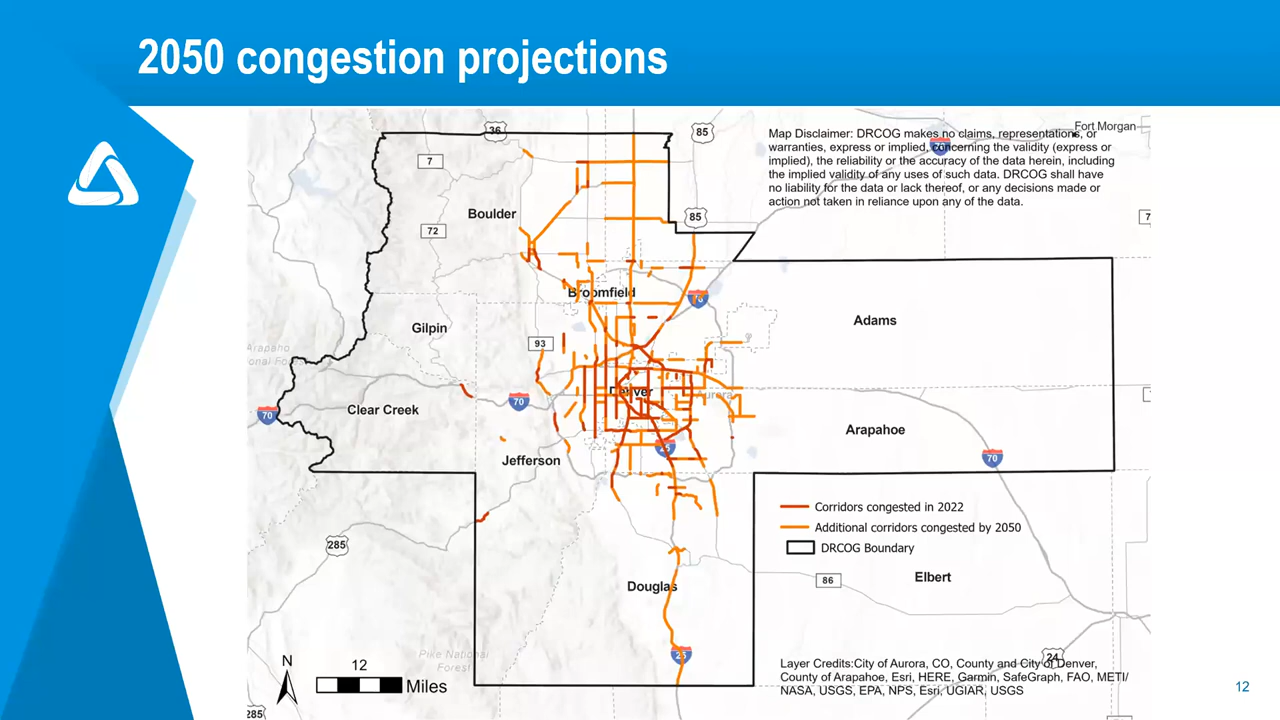 2050 congestion projections
Map Disclaimer: DRCOG makes no claims, representations, or
warranties, express or implied, concerning the validity (express or
implied), the reliability or the accuracy of the data herein, including
the implied validity of any uses of such data. DRCOG shall have
no liability for the data or lack thereof, or any decisions made or
action not taken in reliance upon any of the data.
Fort Morgan
36
85
7
Boulder
85
7
72
Broomfield
76
Adams
Gilpin
93
Arapaho
onal Fores
Denver
Aurora
70
70
Clear Creek
Arapahoe
25
70
Jefferson
Corridors congested in 2022
Additional corridors congested by 2050
DRCOG Boundary
285
86
Elbert
Douglas
25
24
Pike National
Forest
N
12
Miles
285
Layer Credits:City of Aurora, CO, County and City of Denver,
County of Arapahoe, Esri, HERE, Garmin, SafeGraph, FAO, METI/
NASA, USGS, EPA, NPS, Esri, UGIAR, USGS
12